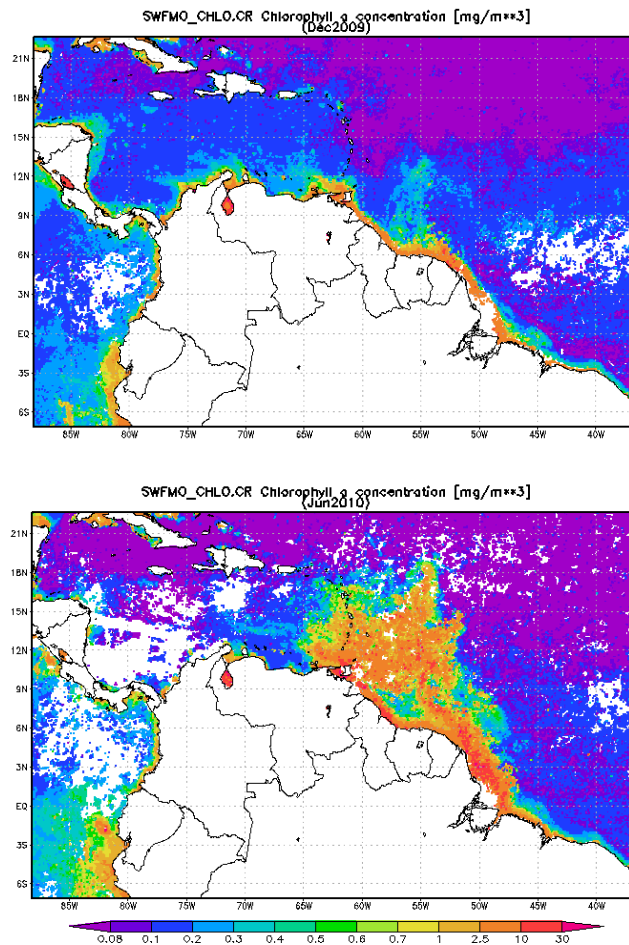 SWFMO_CHLO.CR Chlorophyll a concentration [mg/m**3]
(Dec2009)
21N
18N
15N
12N
9N
6N
3N
EQ
3S
6S
85W 80W 75W 70W 65W 60W 55W 50W 45W 40W
SWFMO_CHLO.CR Chlorophyll a concentration [mg/m**3]
(Jun2010)
21N
18N
15N
12N
9N
6N
3N
EQ
3S
6S
85W 80W 75W 70W 65W 60W 55W 50W 45W 40W
0.08 0.1 0.2 0.3 0.4 0.5 0.6 0.7 1 2.5 10 30